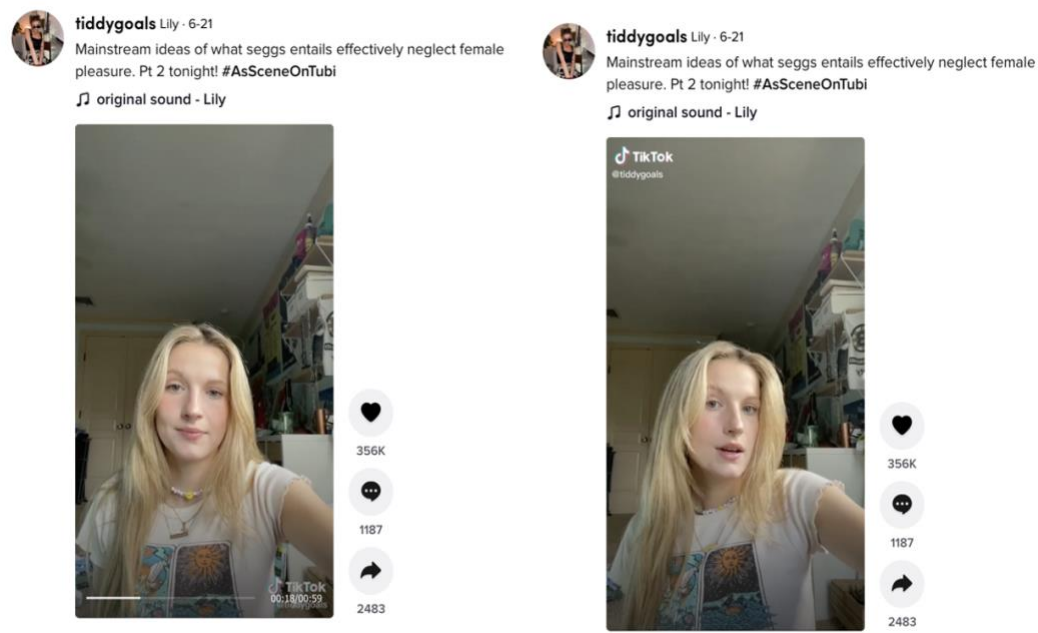 tiddygoals Lily · 6-21
Mainstream ideas of what seggs entails effectively neglect female
pleasure. Pt 2 tonight! #AsSceneOnTubi
original sound - Lily
356K
1187
2483
TikTok
00:18/00:59
tiddygoals Lily · 6-21
Mainstream ideas of what seggs entails effectively neglect female
pleasure. Pt 2 tonight! #AsSceneOnTubi
original sound - Lily
TikTok
@tiddygoals
356K
1187
2483